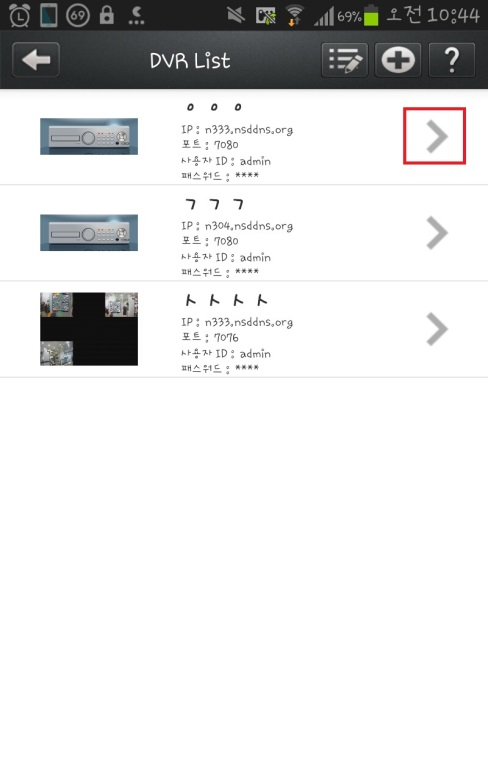 69 69% 오전 10:44
DVR List ?
ㅇ ㅇ ㅇ
IP : n333.nsddns.org
포트 : 7080
사용자 ID : admin
패스워드 : ****
ㄱ ㄱ ㄱ
IP : n304.nsddns.org
포트 : 7080
사용자 ID : admin
패스워드 : ****
ㅏ ㅏ ㅏ ㅏ
IP : n333.nsddns.org
포트 : 7076
사용자 ID : admin
패스워드 : ****